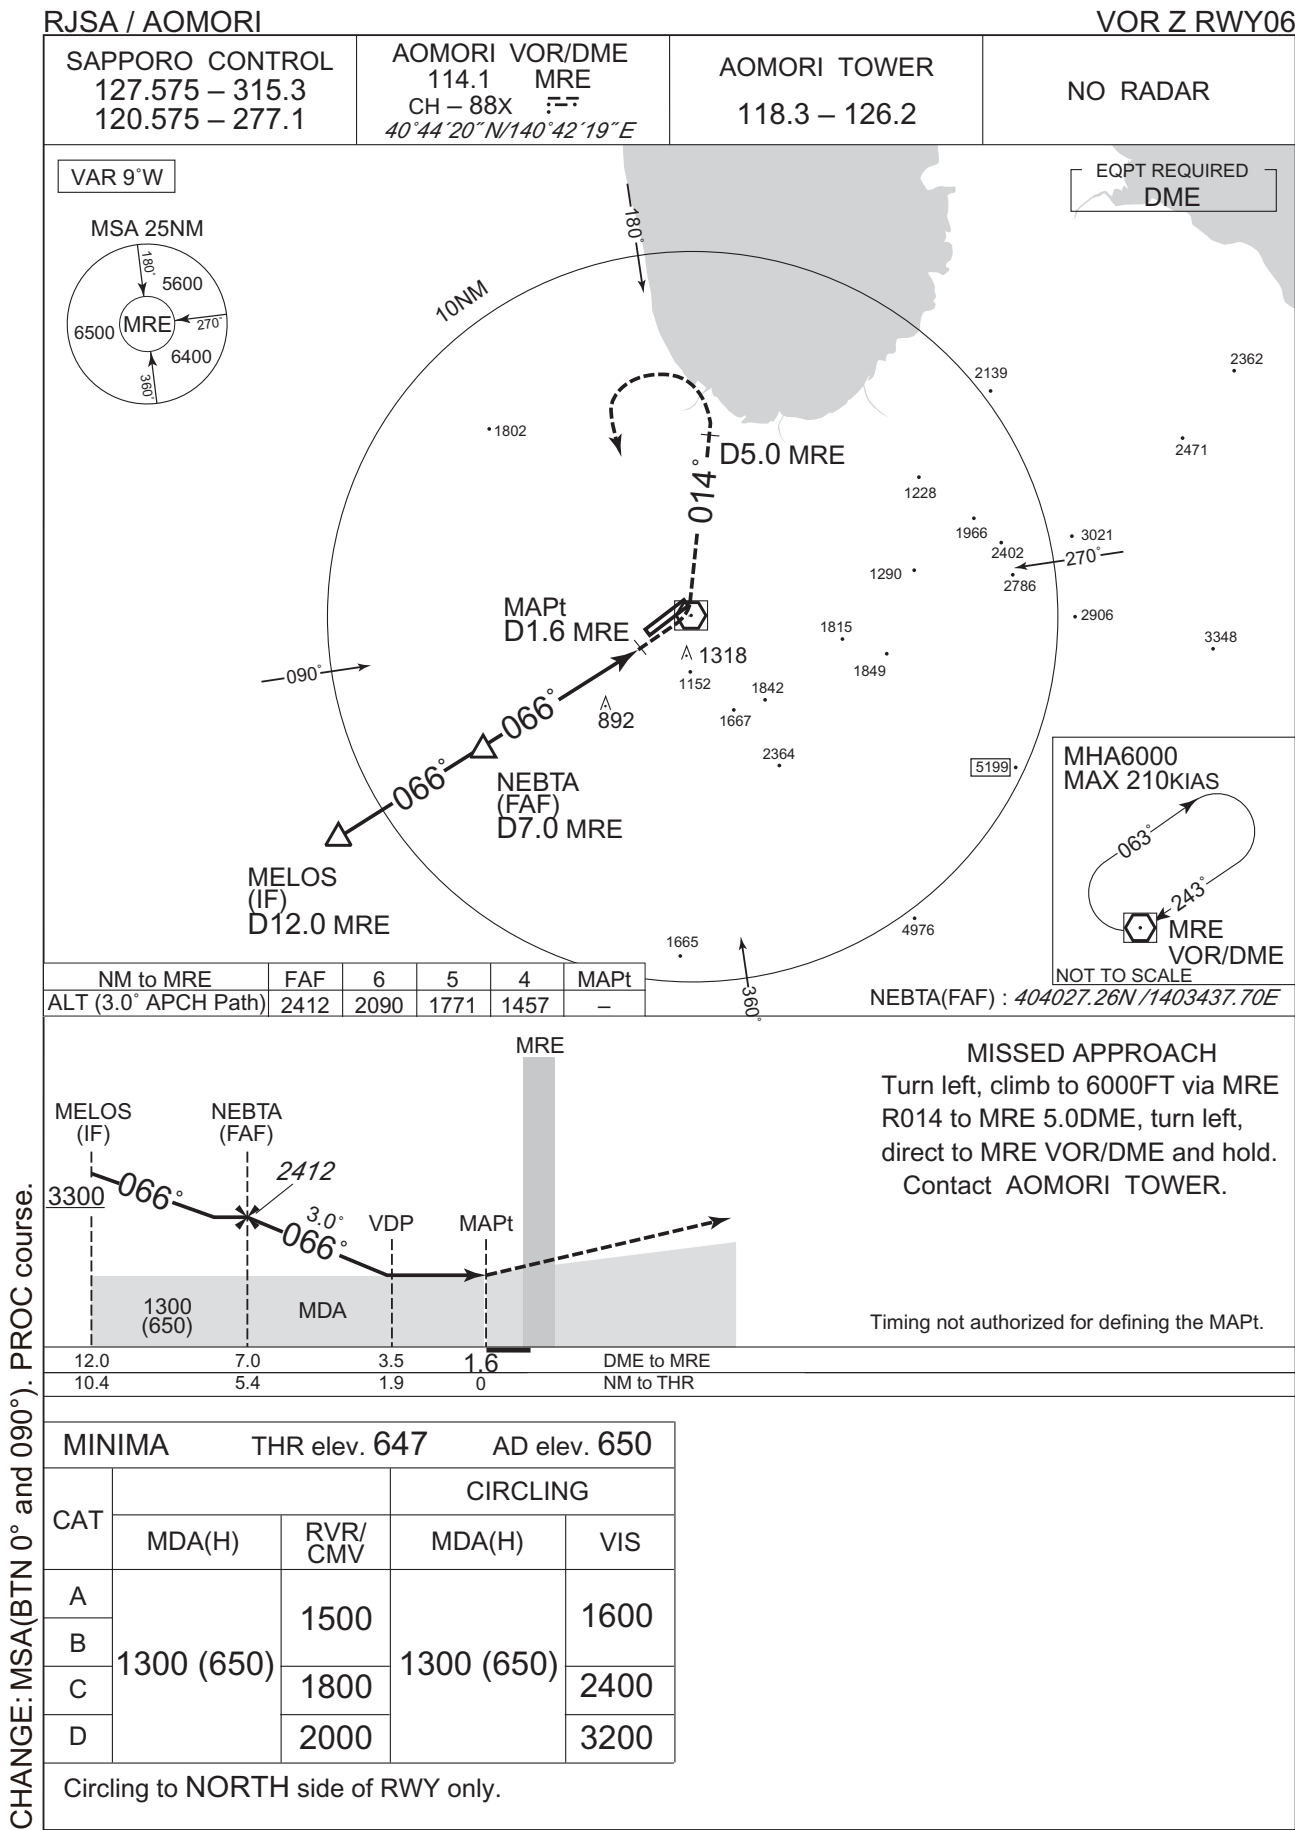 RJSA / AOMORI
VOR Z RWY06
SAPPORO CONTROL
127.575 – 315.3
120.575 – 277.1
AOMORI VOR/DME
114.1 MRE
CH – 88X
40°44´20˝N/140°42´19˝E
AOMORI TOWER
118.3 – 126.2
NO RADAR
VAR 9˚W
EQPT REQUIRED
DME
MSA 25NM
180˚
5600
6500
MRE
270˚
6400
360˚
180˚
10NM
2139
2362
1802
2471
D5.0 MRE
014˚
1228
1966
3021
2402
270˚
1290
2786
MAPt
D1.6 MRE
2906
1815
3348
1318
1849
090˚
1152
1842
066˚
892
1667
2364
5199
066˚
NEBTA
(FAF)
D7.0 MRE
MELOS
(IF)
D12.0 MRE
4976
1665
360˚
MHA6000
MAX 210KIAS
063˚
243˚
MRE
VOR/DME
NOT TO SCALE
NEBTA(FAF) : 404027.26N /1403437.70E
NM to MRE FAF 6 5 4 MAPt
ALT (3.0˚ APCH Path) 2412 2090 1771 1457 –
MRE
MELOS
(IF)
NEBTA
(FAF)
2412
3300
066˚
3.0˚
066˚
VDP
MAPt
1300
(650)
MDA
12.0 7.0 3.5 1.6 DME to MRE
10.4 5.4 1.9 0 NM to THR
MISSED APPROACH
Turn left, climb to 6000FT via MRE
R014 to MRE 5.0DME, turn left,
direct to MRE VOR/DME and hold.
Contact AOMORI TOWER.
Timing not authorized for defining the MAPt.
MINIMA THR elev. 647 AD elev. 650
CAT
CIRCLING
MDA(H)
RVR/
CMV
MDA(H)
VIS
A
B
C
D
1300 (650)
1500
1800
2000
1300 (650)
1600
2400
3200
Circling to NORTH side of RWY only.
CHANGE: MSA(BTN 0° and 090°). PROC course.